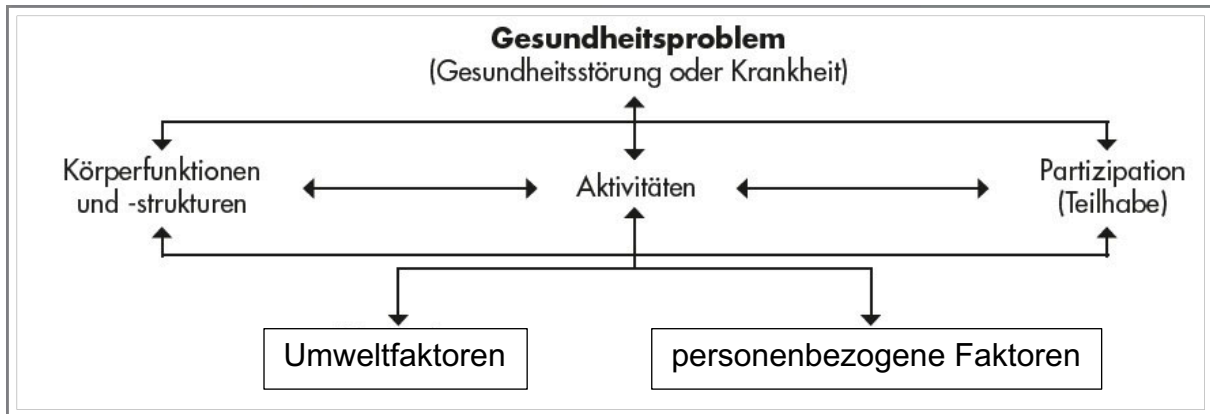 Gesundheitsproblem
(Gesundheitsstörung oder Krankheit)
Körperfunktionen
und -strukturen
Aktivitäten
Partizipation
(Teilhabe)
Umweltfaktoren
personenbezogene Faktoren